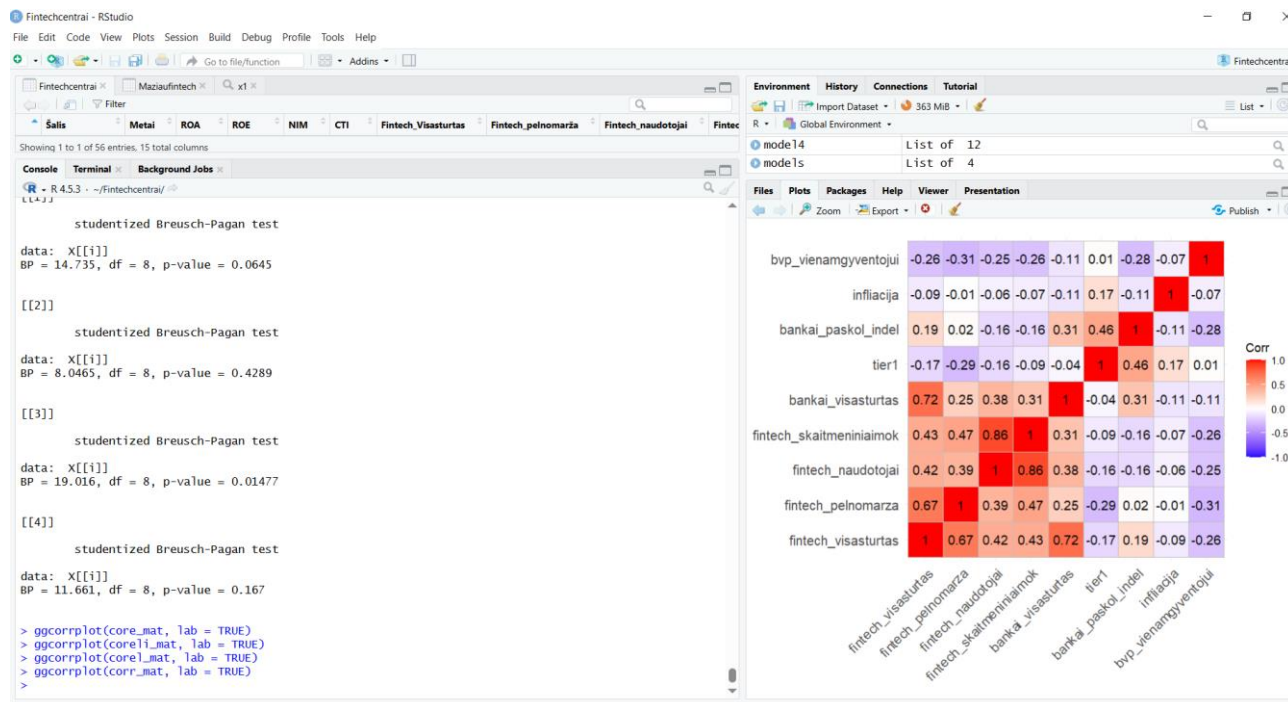 Fintechcentrai - RStudio
File Edit Code View Plots Session Build Debug Profile Tools Help
Go to file/function Addins Fintechcentra
Fintechcentrai Maziaufintech x1
Filter
Šalis Metai ROA ROE NIM CTI Fintech_Visasturtas Fintech_pelnomarža Fintech_naudotojai Fintec
Showing 1 to 1 of 56 entries, 15 total columns
Console Terminal Background Jobs
R R 4.5.3 · ~/Fintechcentrai/
[[1]]
studentized Breusch-Pagan test
data: X[[i]]
BP = 14.735, df = 8, p-value = 0.0645
[[2]]
studentized Breusch-Pagan test
data: X[[i]]
BP = 8.0465, df = 8, p-value = 0.4289
[[3]]
studentized Breusch-Pagan test
data: X[[i]]
BP = 19.016, df = 8, p-value = 0.01477
[[4]]
studentized Breusch-Pagan test
data: X[[i]]
BP = 11.661, df = 8, p-value = 0.167
> ggcorrplot(core_mat, lab = TRUE)
> ggcorrplot(coreli_mat, lab = TRUE)
> ggcorrplot(corel_mat, lab = TRUE)
> ggcorrplot(corr_mat, lab = TRUE)
>
Environment History Connections Tutorial
Import Dataset 363 MiB List
R Global Environment
model4 List of 12
models List of 4
Files Plots Packages Help Viewer Presentation
Zoom Export Publish
bvp_vienamgyventojui -0.26 -0.31 -0.25 -0.26 -0.11 0.01 -0.28 -0.07 1
infliacija -0.09 -0.01 -0.06 -0.07 -0.11 0.17 -0.11 1 -0.07
bankai_paskol_indel 0.19 0.02 -0.16 -0.16 0.31 0.46 1 -0.11 -0.28
tier1 -0.17 -0.29 -0.16 -0.09 -0.04 1 0.46 0.17 0.01
bankai_visasturtas 0.72 0.25 0.38 0.31 1 -0.04 0.31 -0.11 -0.11
fintech_skaitmeniniaimok 0.43 0.47 0.86 1 0.31 -0.09 -0.16 -0.07 -0.26
fintech_naudotojai 0.42 0.39 1 0.86 0.38 -0.16 -0.16 -0.06 -0.25
fintech_pelnomarza 0.67 1 0.39 0.47 0.25 -0.29 0.02 -0.01 -0.31
fintech_visasturtas 1 0.67 0.42 0.43 0.72 -0.17 0.19 -0.09 -0.26
fintech_visasturtas fintech_pelnomarza fintech_naudotojai fintech_skaitmeniniaimok bankai_visasturtas tier1 bankai_paskol_indel infliacija bvp_vienamgyventojui
Corr
1.0
0.5
0.0
-0.5
-1.0